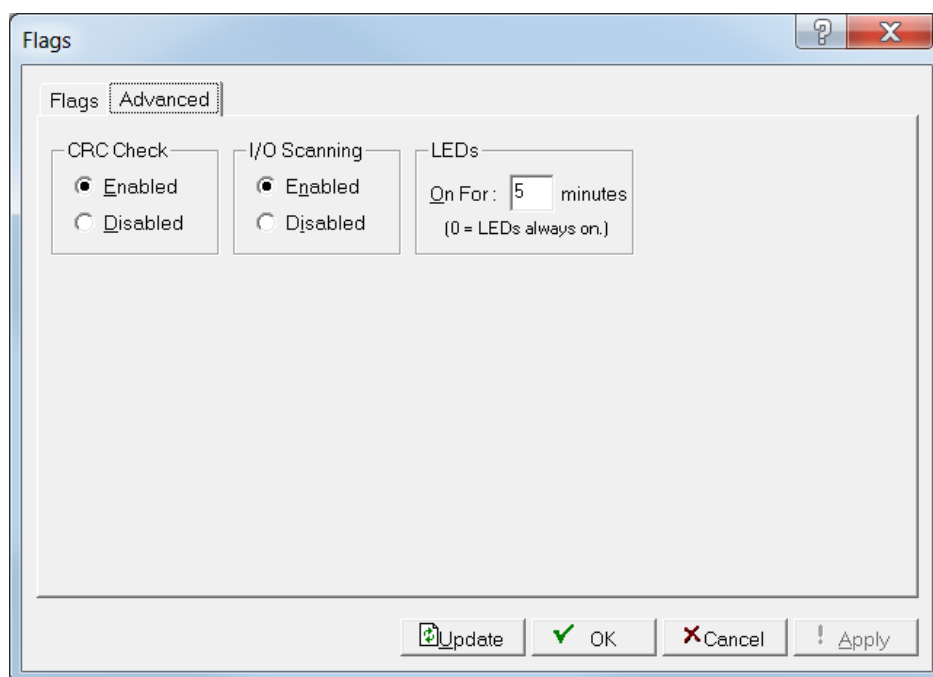 Flags
Flags Advanced
CRC Check
Enabled
Disabled
I/O Scanning
Enabled
Disabled
LEDs
On For: 5 minutes
(0 = LEDs always on.)
Update OK Cancel Apply